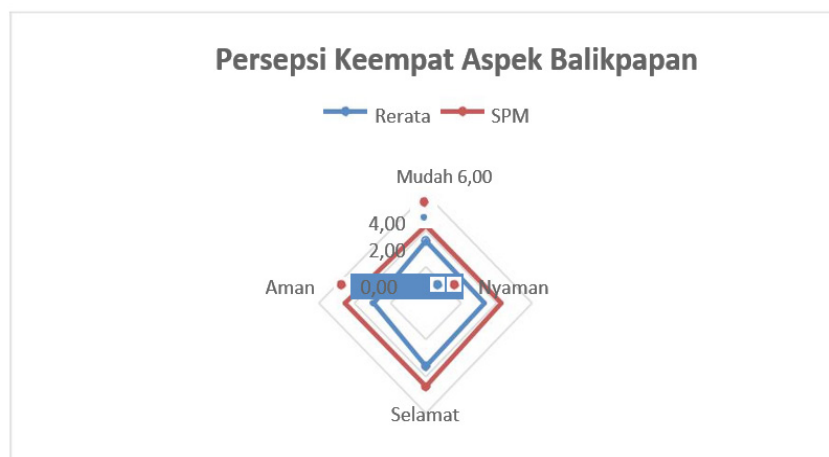 Persepsi Keempat Aspek Balikpapan
Rerata SPM
Mudah 6,00
4,00
2,00
Aman 0,00 Nyaman
Selamat